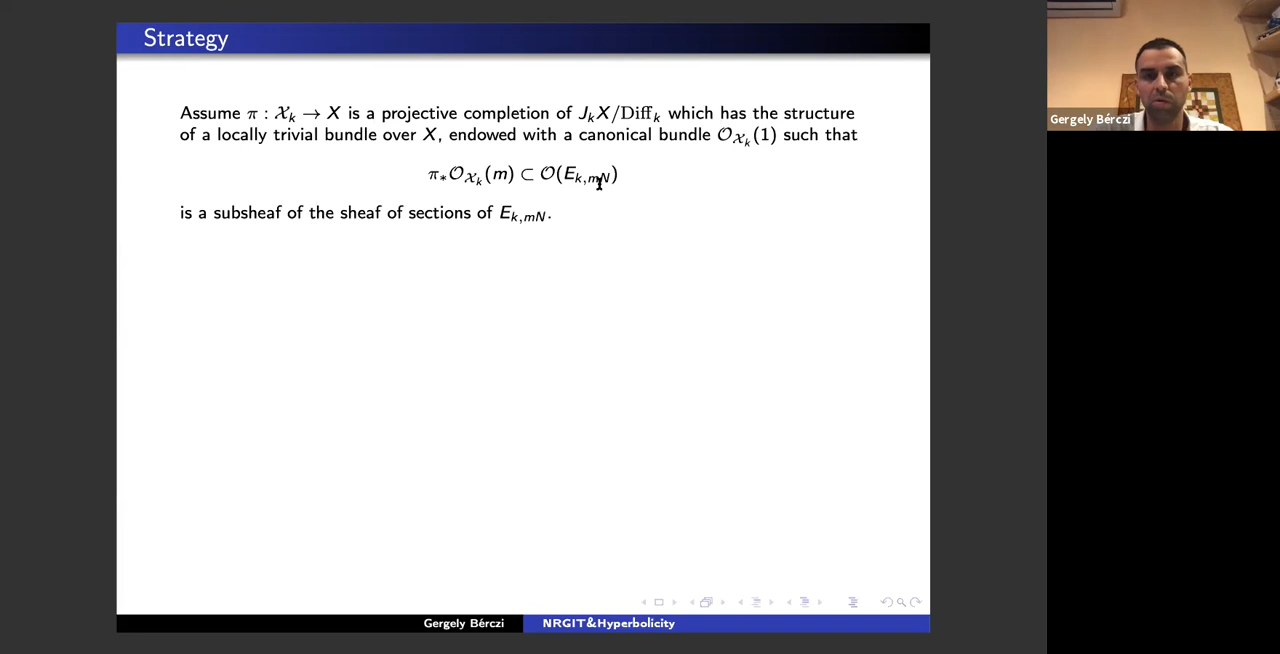 Strategy
Assume π : 𝒳ₖ → X is a projective completion of JₖX/Diffₖ which has the structure
of a locally trivial bundle over X, endowed with a canonical bundle 𝒪_{𝒳ₖ}(1) such that
π_*𝒪_{𝒳ₖ}(m) ⊂ 𝒪(E_{k,mN})
is a subsheaf of the sheaf of sections of E_{k,mN}.
Gergely Bérczi
NRGIT&Hyperbolicity
Gergely Bérczi